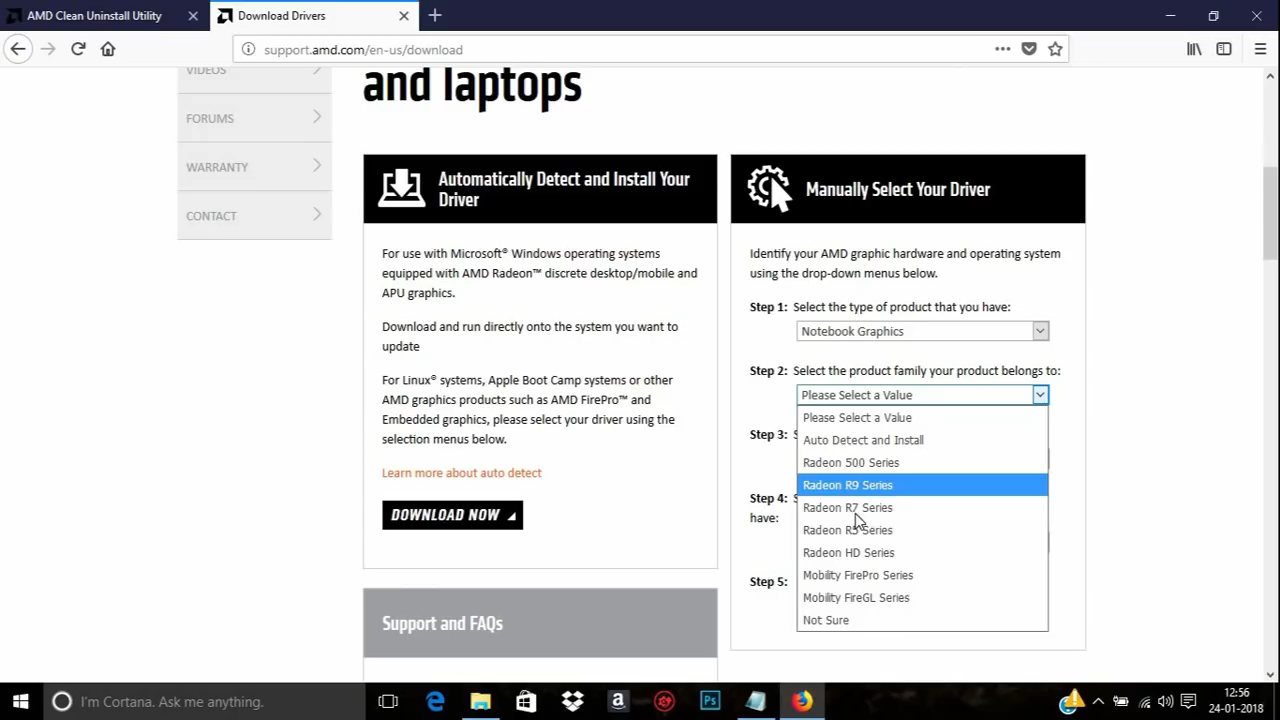 AMD Clean Uninstall Utility
Download Drivers
support.amd.com/en-us/download
VIDEOS
FORUMS
WARRANTY
CONTACT
and laptops
Automatically Detect and Install Your
Driver
For use with Microsoft® Windows operating systems
equipped with AMD Radeon™ discrete desktop/mobile and
APU graphics.
Download and run directly onto the system you want to
update
For Linux® systems, Apple Boot Camp systems or other
AMD graphics products such as AMD FirePro™ and
Embedded graphics, please select your driver using the
selection menus below.
Learn more about auto detect
DOWNLOAD NOW
Support and FAQs
Manually Select Your Driver
Identify your AMD graphic hardware and operating system
using the drop-down menus below.
Step 1: Select the type of product that you have:
Notebook Graphics
Step 2: Select the product family your product belongs to:
Please Select a Value
Please Select a Value
Auto Detect and Install
Step 3: S
Radeon 500 Series
Radeon R9 Series
Step 4: S
Radeon R7 Series
have:
Radeon R5 Series
Radeon HD Series
Mobility FirePro Series
Step 5:
Mobility FireGL Series
Not Sure
I'm Cortana. Ask me anything.
a
Ps
12:56
24-01-2018